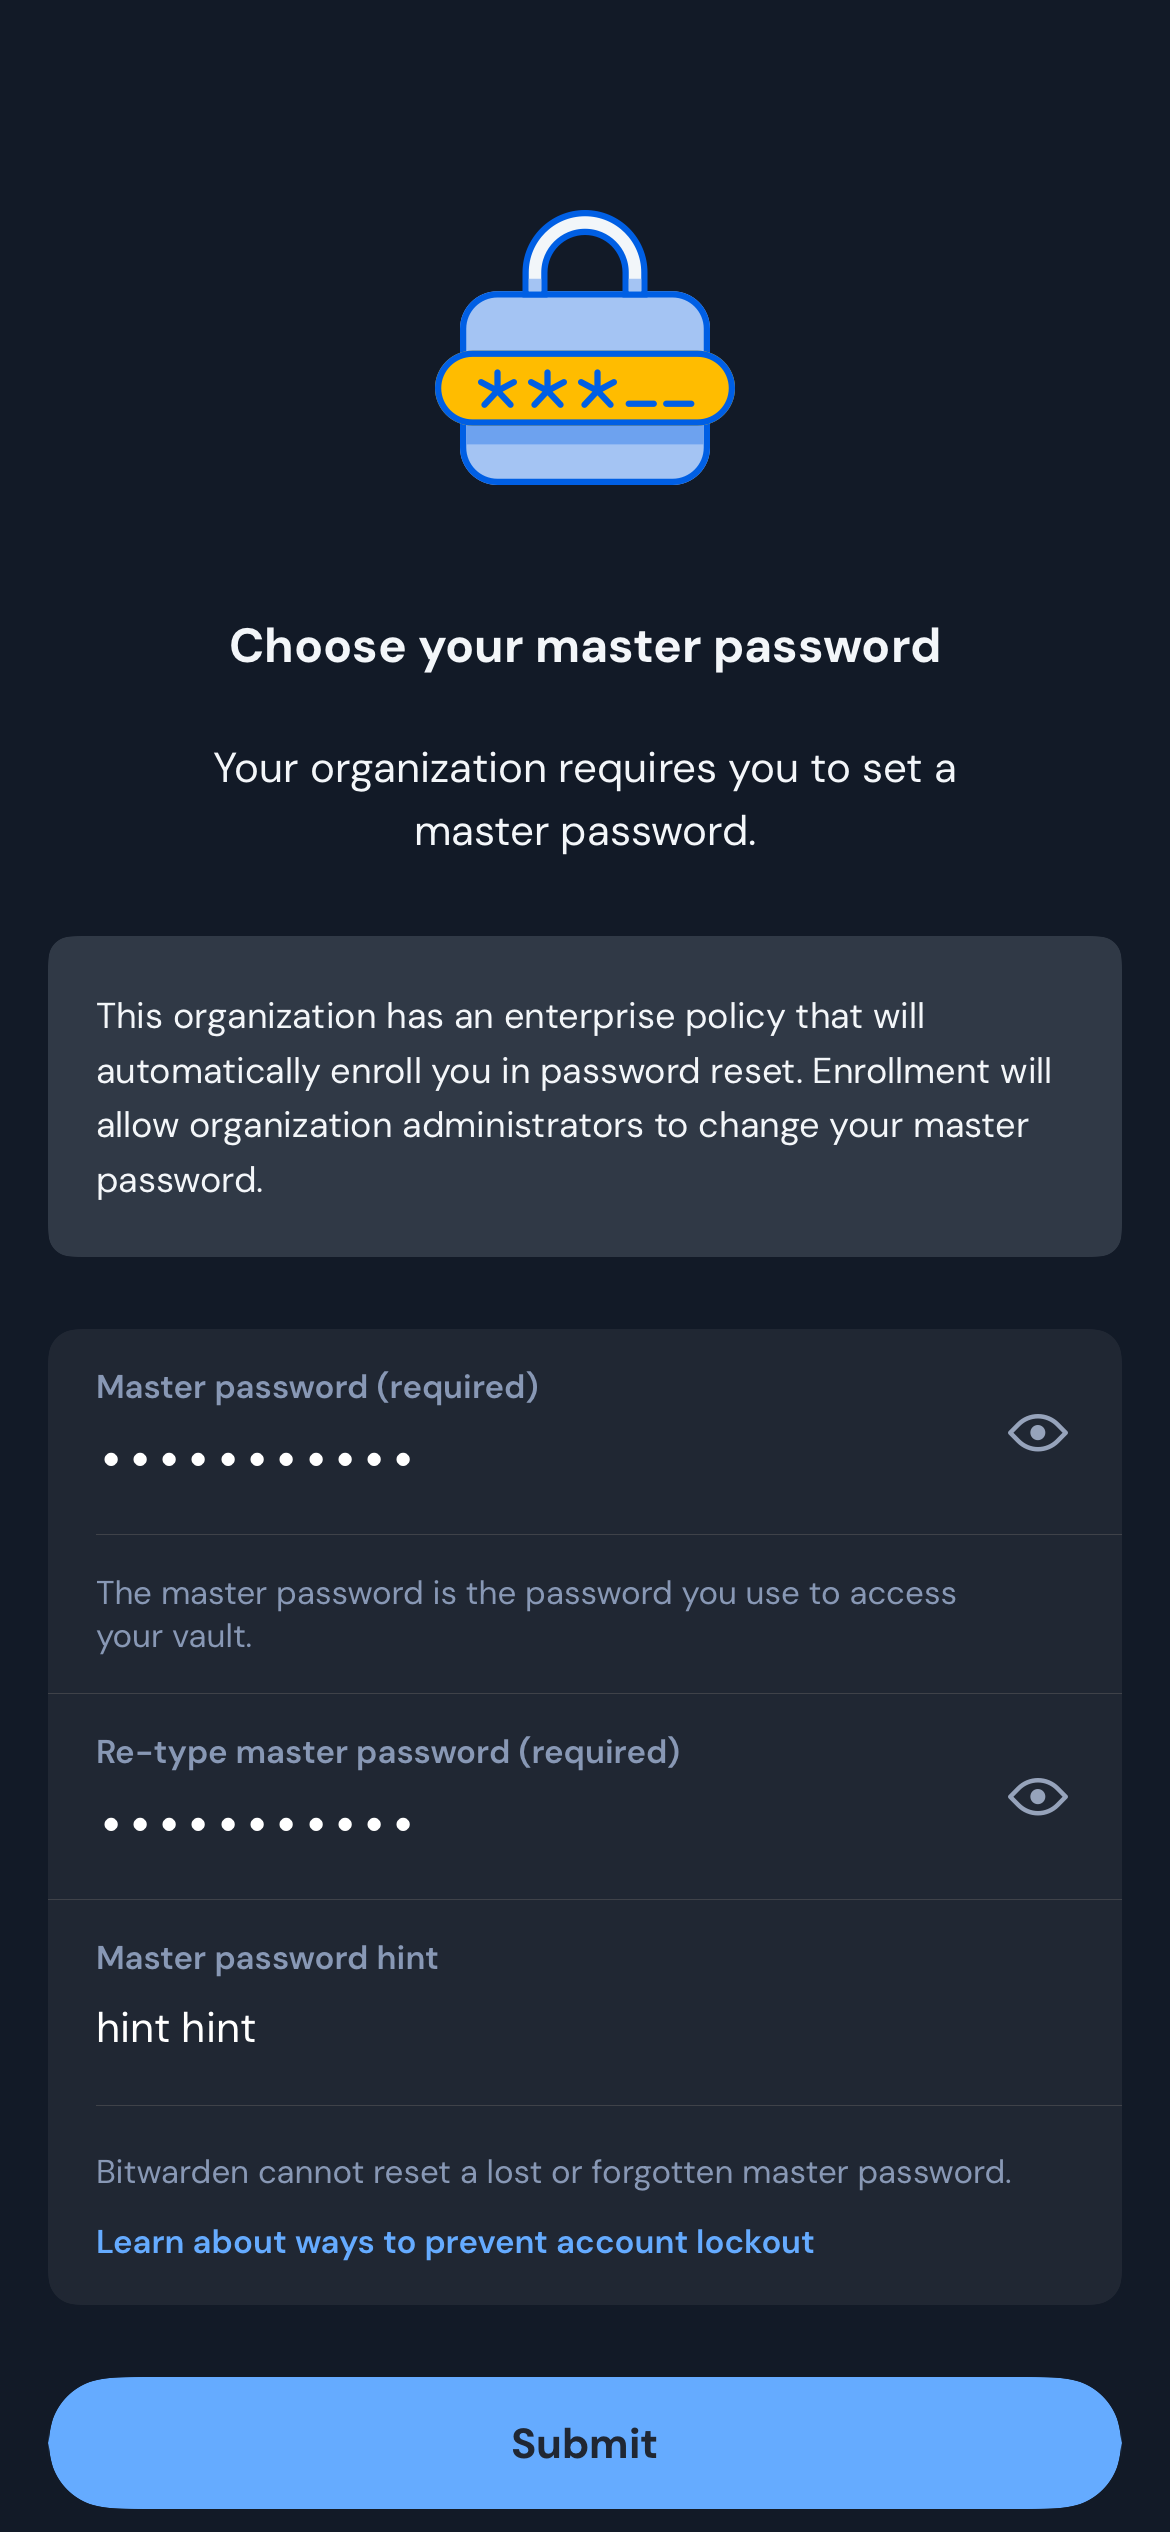 ***__
Choose your master password
Your organization requires you to set a
master password.
This organization has an enterprise policy that will
automatically enroll you in password reset. Enrollment will
allow organization administrators to change your master
password.
Master password (required)
•••••••••••
The master password is the password you use to access
your vault.
Re-type master password (required)
•••••••••••
Master password hint
hint hint
Bitwarden cannot reset a lost or forgotten master password.
Learn about ways to prevent account lockout
Submit